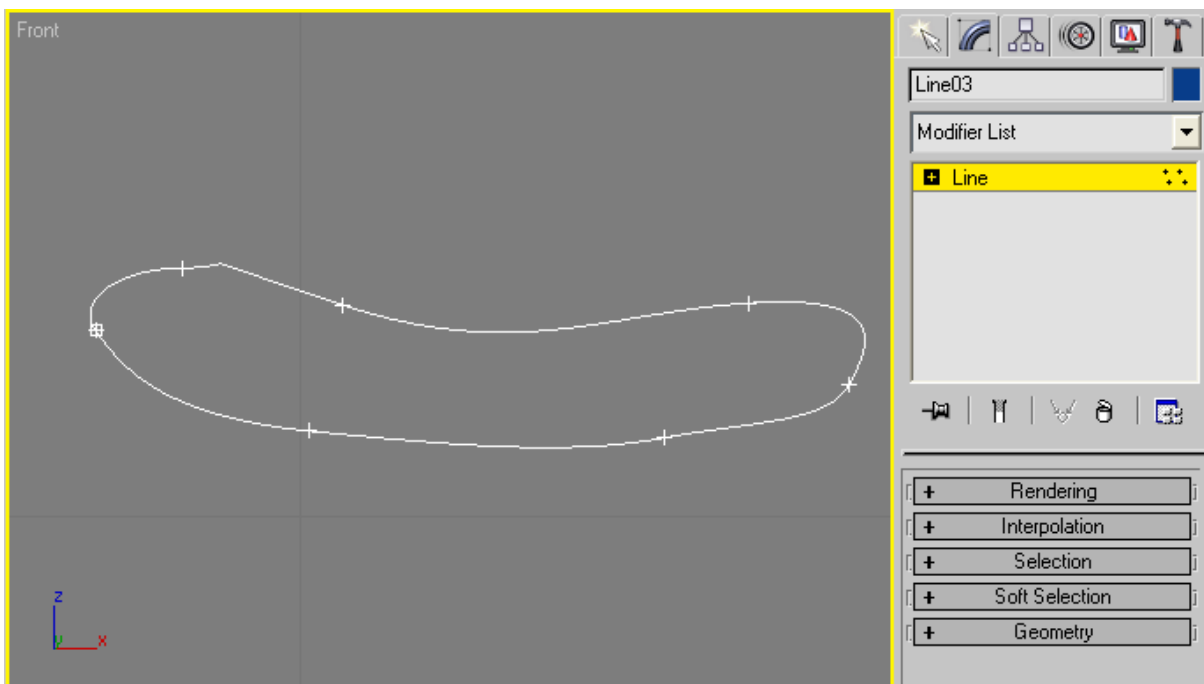 Front
Line03
Modifier List
Line
Rendering
Interpolation
Selection
Soft Selection
Geometry
z
y
x